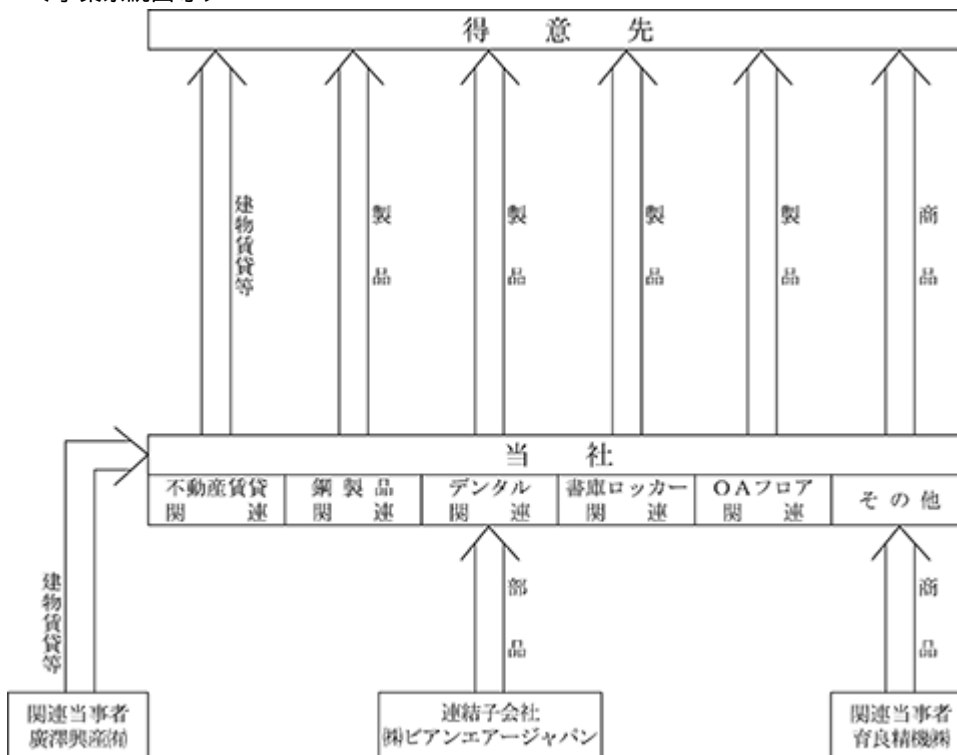 得意先
建物賃貸等
製品
製品
製品
製品
商品
当社
不動産賃貸
関連
鋼製品
関連
デンタル
関連
書庫ロッカー
関連
OAフロア
関連
その他
建物賃貸等
部品
商品
関連当事者
廣澤興産㈲
連結子会社
㈱ビアンエアージャパン
関連当事者
育良精機㈱